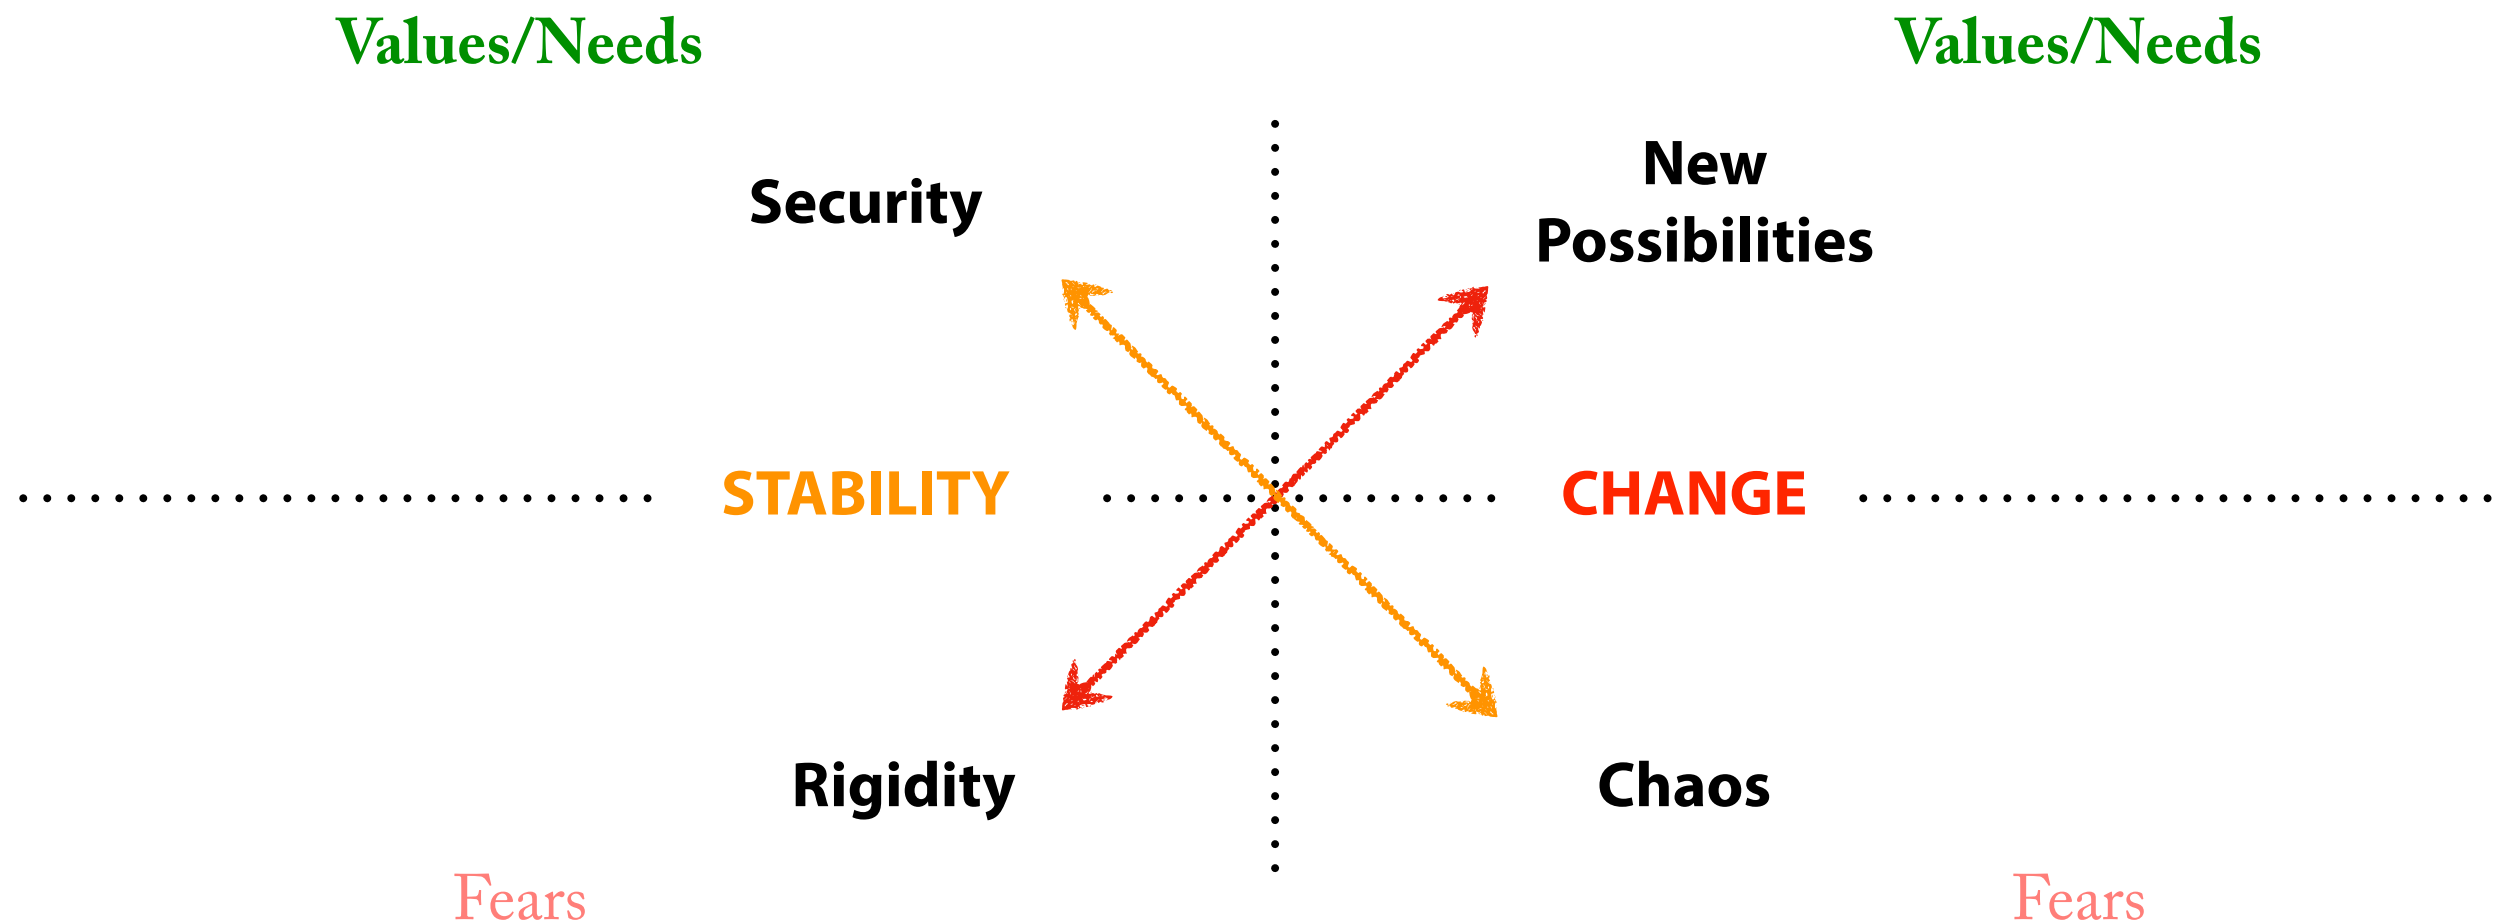 Values/Needs
Values/Needs
Security
New
Possibilities
STABILITY
CHANGE
Rigidity
Chaos
Fears
Fears